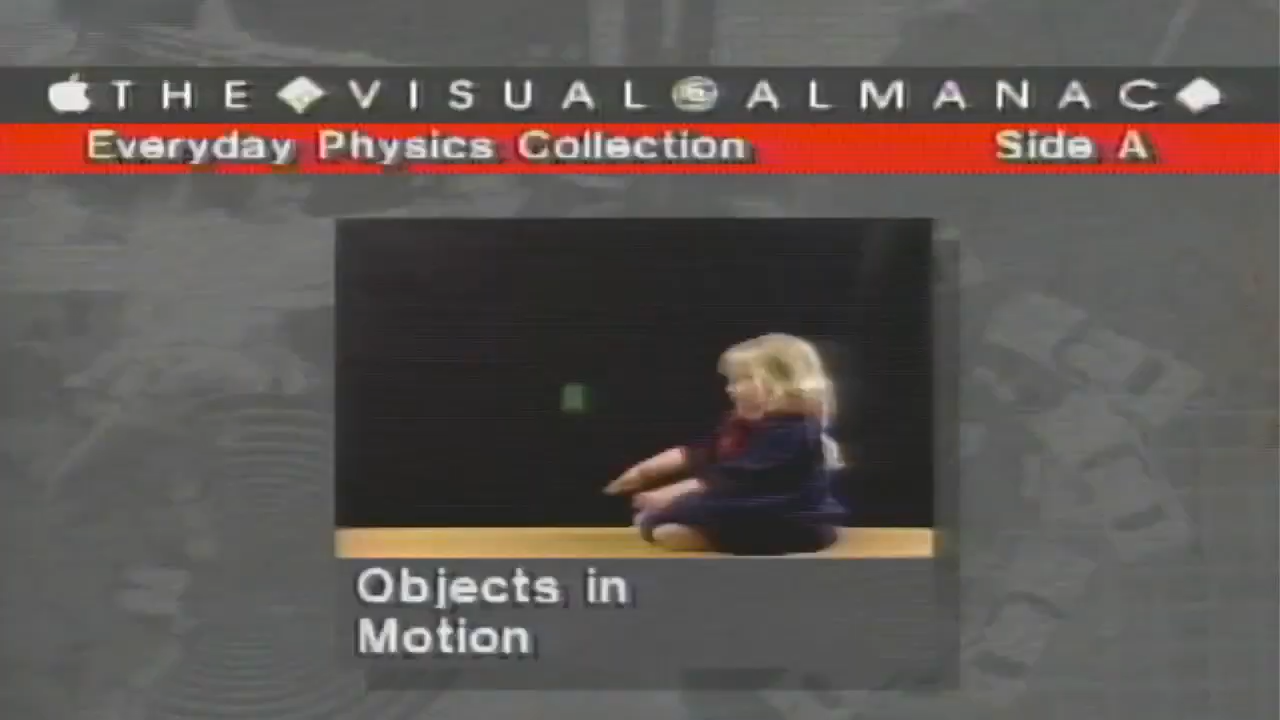 THE VISUAL ALMANAC
Everyday Physics Collection Side A
Objects in
Motion